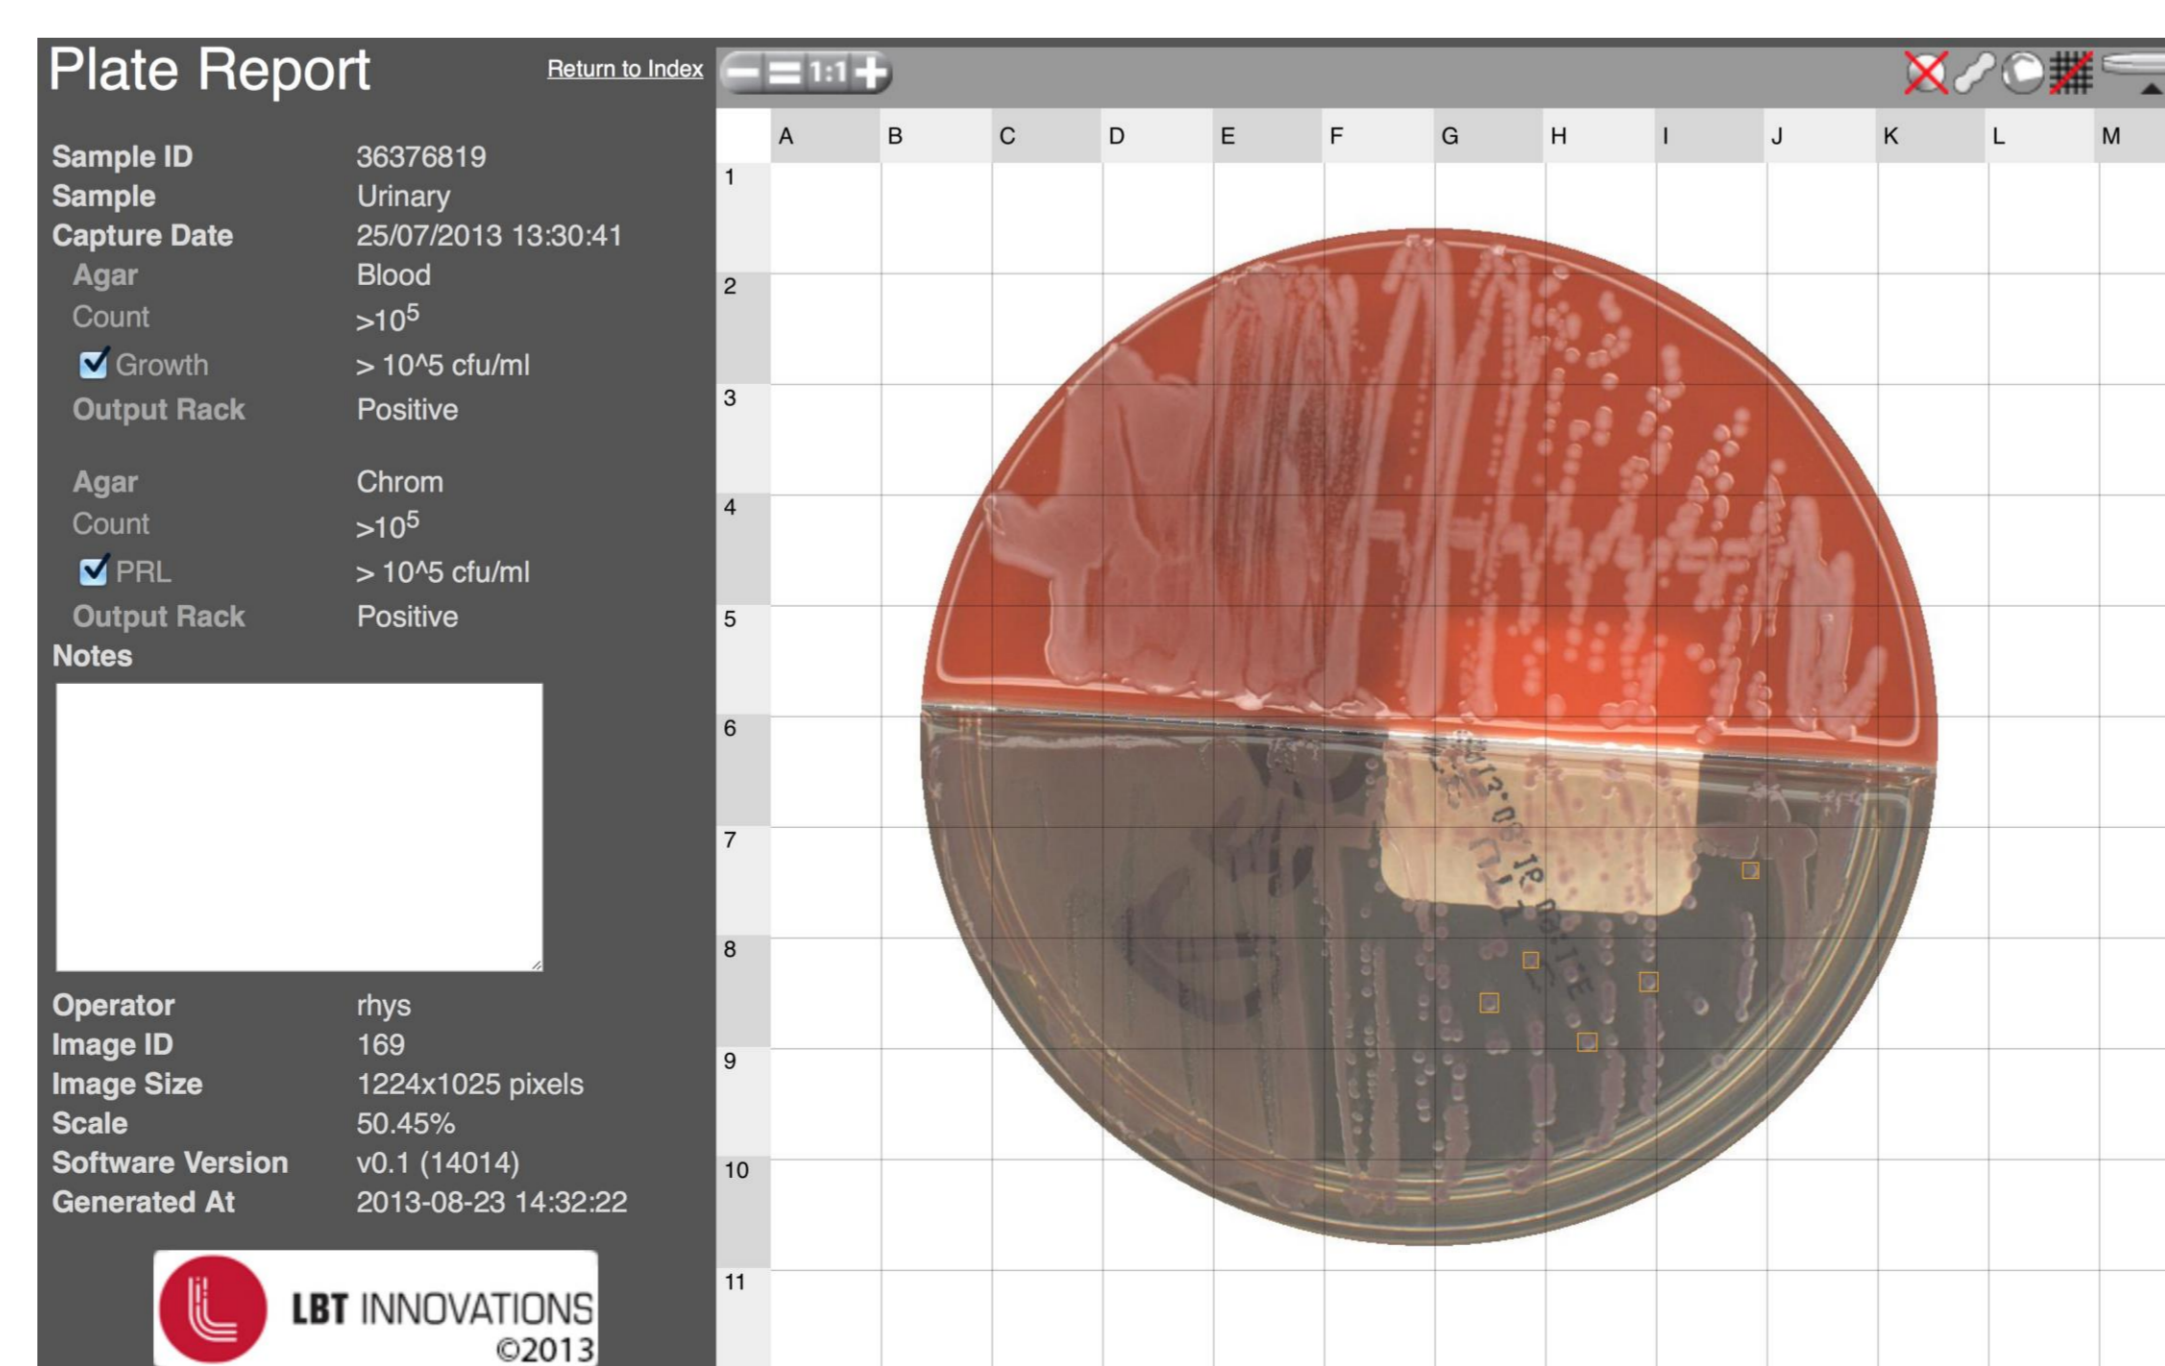 Plate Report
Return to Index
1:1
Sample ID 36376819
Sample Urinary
Capture Date 25/07/2013 13:30:41
Agar Blood
Count >10⁵
Growth > 10^5 cfu/ml
Output Rack Positive
Agar Chrom
Count >10⁵
PRL > 10^5 cfu/ml
Output Rack Positive
Notes
Operator rhys
Image ID 169
Image Size 1224x1025 pixels
Scale 50.45%
Software Version v0.1 (14014)
Generated At 2013-08-23 14:32:22
LBT INNOVATIONS
©2013
A B C D E F G H I J K L M
1
2
3
4
5
6
7
8
9
10
11